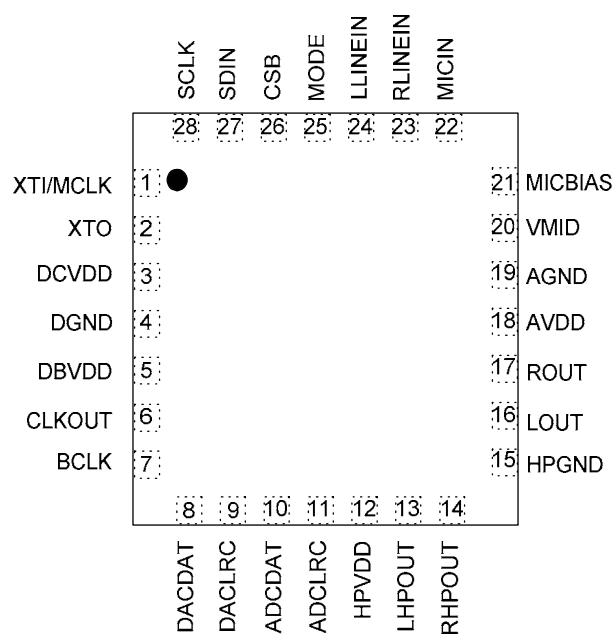 SCLK
SDIN
CSB
MODE
LLINEIN
RLINEIN
MICIN
28 27 26 25 24 23 22
XTI/MCLK 1
XTO 2
DCVDD 3
DGND 4
DBVDD 5
CLKOUT 6
BCLK 7
21 MICBIAS
20 VMID
19 AGND
18 AVDD
17 ROUT
16 LOUT
15 HPGND
8 9 10 11 12 13 14
DACDAT
DACLRC
ADCDAT
ADCLRC
HPVDD
LHPOUT
RHPOUT